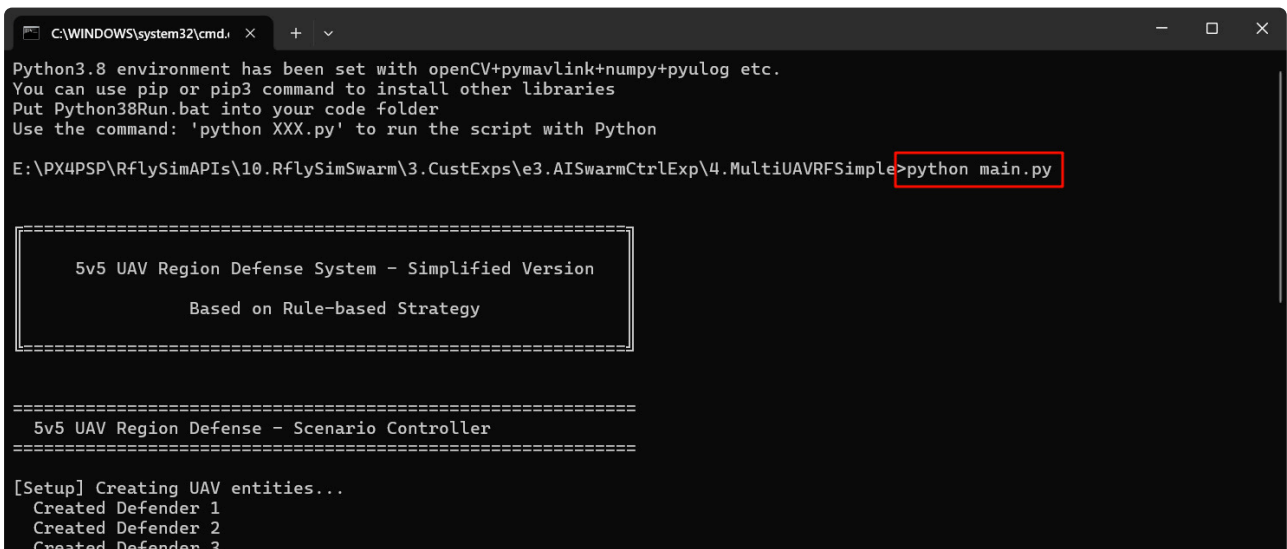 C:\WINDOWS\system32\cmd.
Python3.8 environment has been set with openCV+pymavlink+numpy+pyulog etc.
You can use pip or pip3 command to install other libraries
Put Python38Run.bat into your code folder
Use the command: 'python XXX.py' to run the script with Python
E:\PX4PSP\RflySimAPIs\10.RflySimSwarm\3.CustExps\e3.AISwarmCtrlExp\4.MultiUAVRFSimple>python main.py
5v5 UAV Region Defense System - Simplified Version
Based on Rule-based Strategy
============================================================
5v5 UAV Region Defense - Scenario Controller
============================================================
[Setup] Creating UAV entities...
Created Defender 1
Created Defender 2
Created Defender 3